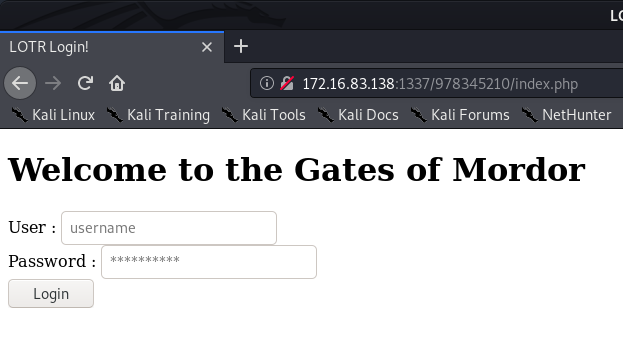 LO
LOTR Login!
172.16.83.138:1337/978345210/index.php
Kali Linux Kali Training Kali Tools Kali Docs Kali Forums NetHunter
Welcome to the Gates of Mordor
User : username
Password : **********
Login